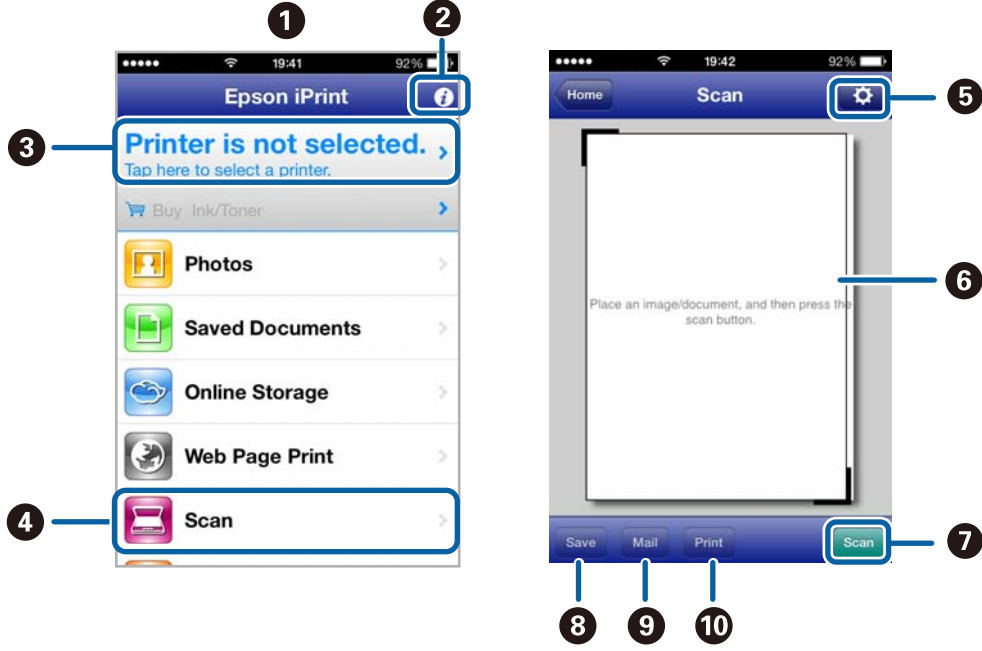 1
2
19:41
92%
Epson iPrint
i
3
Printer is not selected.
Tap here to select a printer.
Buy Ink/Toner
Photos
Saved Documents
Online Storage
Web Page Print
4
Scan
19:42
92%
Home
Scan
5
6
Place an image/document, and then press the
scan button.
Save
Mail
Print
Scan
7
8
9
10